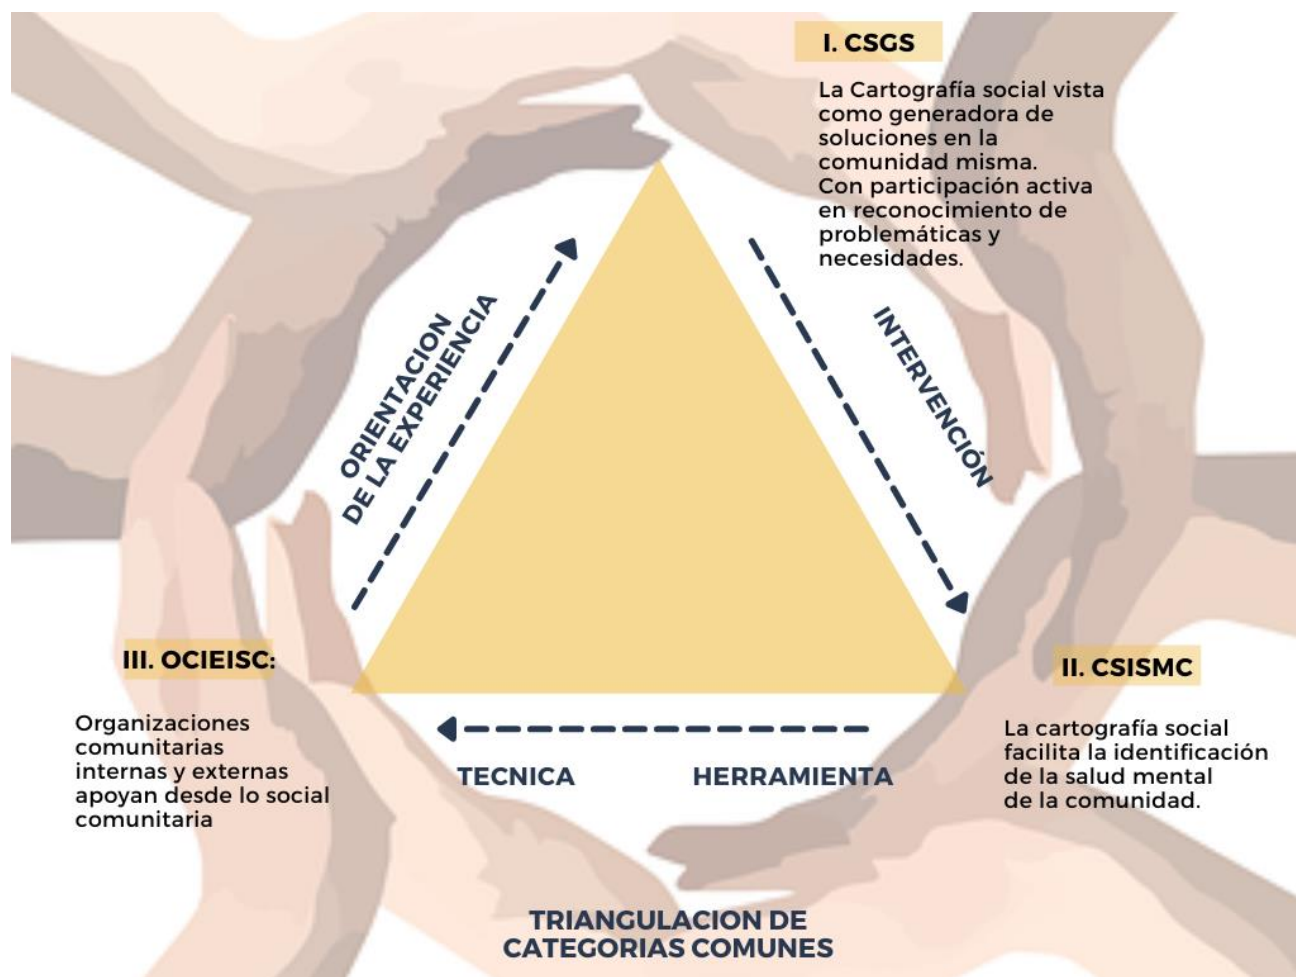 I. CSGS
La Cartografía social vista
como generadora de
soluciones en la
comunidad misma.
Con participación activa
en reconocimiento de
problemáticas y
necesidades.
ORIENTACION
DE LA EXPERIENCIA
INTERVENCIÓN
III. OCIEISC:
Organizaciones
comunitarias
internas y externas
apoyan desde lo social
comunitaria
II. CSISMC
La cartografía social
facilita la identificación
de la salud mental
de la comunidad.
TECNICA HERRAMIENTA
TRIANGULACION DE
CATEGORIAS COMUNES